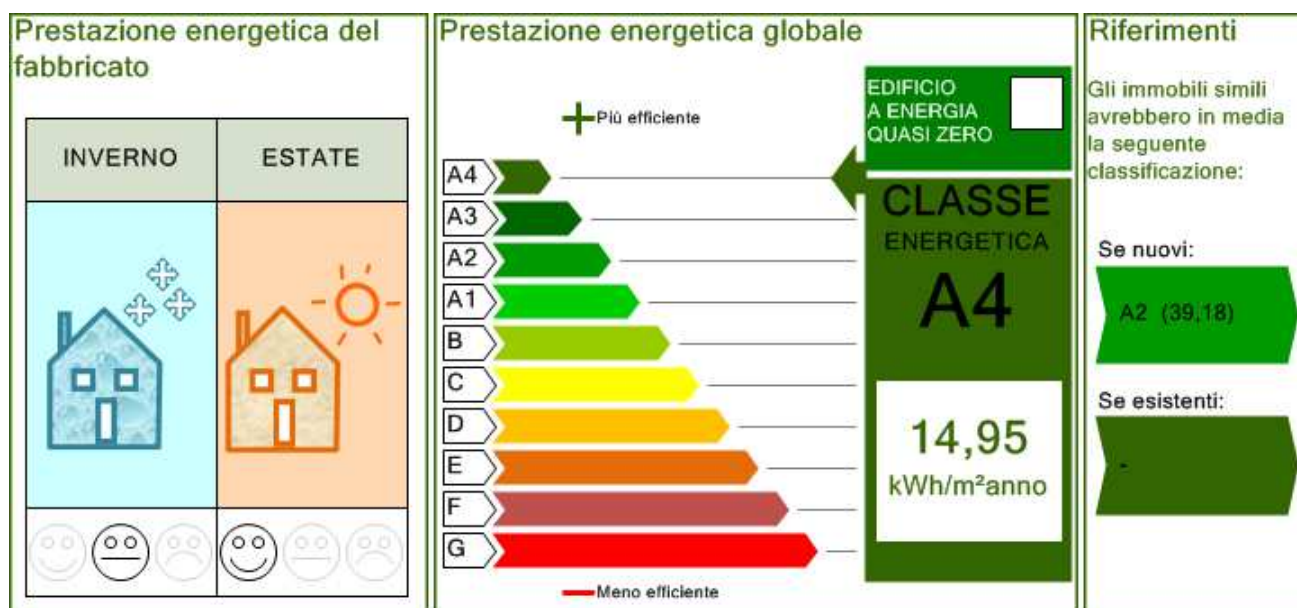 Prestazione energetica del
fabbricato
INVERNO
ESTATE
Prestazione energetica globale
Più efficiente
A4
A3
A2
A1
B
C
D
E
F
G
Meno efficiente
EDIFICIO
A ENERGIA
QUASI ZERO
CLASSE
ENERGETICA
A4
14,95
kWh/m²anno
Riferimenti
Gli immobili simili
avrebbero in media
la seguente
classificazione:
Se nuovi:
A2 (39,18)
Se esistenti:
-